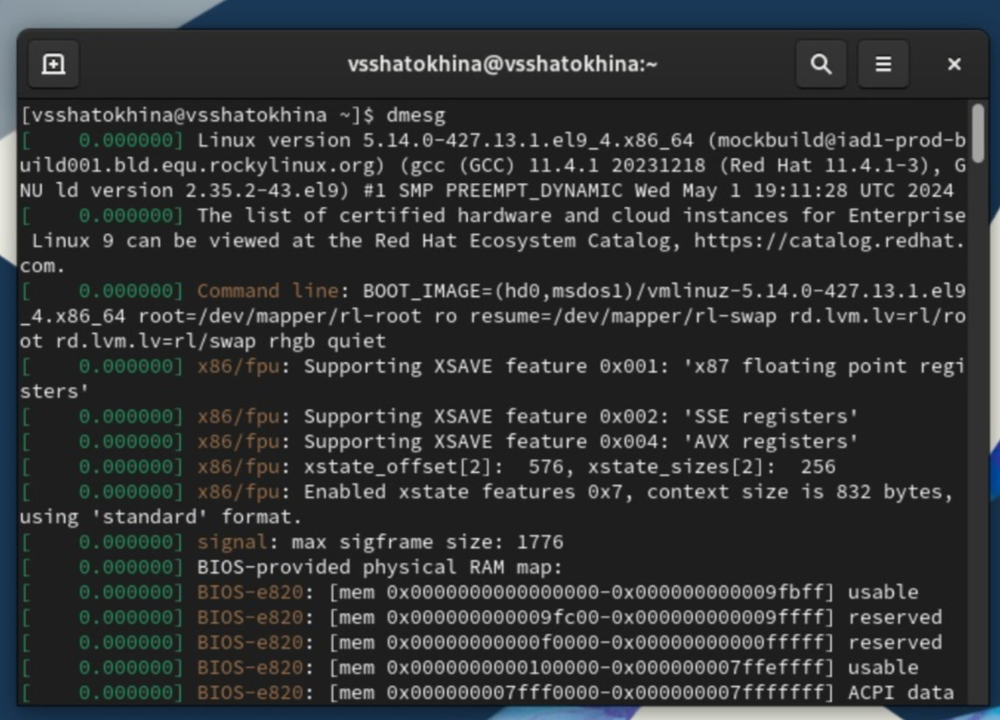 vsshatokhina@vsshatokhina:~
[vsshatokhina@vsshatokhina ~]$ dmesg
[    0.000000] Linux version 5.14.0-427.13.1.el9_4.x86_64 (mockbuild@iad1-prod-b
uild001.bld.equ.rockylinux.org) (gcc (GCC) 11.4.1 20231218 (Red Hat 11.4.1-3), G
NU ld version 2.35.2-43.el9) #1 SMP PREEMPT_DYNAMIC Wed May 1 19:11:28 UTC 2024
[    0.000000] The list of certified hardware and cloud instances for Enterprise
 Linux 9 can be viewed at the Red Hat Ecosystem Catalog, https://catalog.redhat.
com.
[    0.000000] Command line: BOOT_IMAGE=(hd0,msdos1)/vmlinuz-5.14.0-427.13.1.el9
_4.x86_64 root=/dev/mapper/rl-root ro resume=/dev/mapper/rl-swap rd.lvm.lv=rl/ro
ot rd.lvm.lv=rl/swap rhgb quiet
[    0.000000] x86/fpu: Supporting XSAVE feature 0x001: 'x87 floating point regi
sters'
[    0.000000] x86/fpu: Supporting XSAVE feature 0x002: 'SSE registers'
[    0.000000] x86/fpu: Supporting XSAVE feature 0x004: 'AVX registers'
[    0.000000] x86/fpu: xstate_offset[2]:  576, xstate_sizes[2]:  256
[    0.000000] x86/fpu: Enabled xstate features 0x7, context size is 832 bytes,
using 'standard' format.
[    0.000000] signal: max sigframe size: 1776
[    0.000000] BIOS-provided physical RAM map:
[    0.000000] BIOS-e820: [mem 0x0000000000000000-0x000000000009fbff] usable
[    0.000000] BIOS-e820: [mem 0x000000000009fc00-0x000000000009ffff] reserved
[    0.000000] BIOS-e820: [mem 0x00000000000f0000-0x00000000000fffff] reserved
[    0.000000] BIOS-e820: [mem 0x0000000000100000-0x000000007ffeffff] usable
[    0.000000] BIOS-e820: [mem 0x000000007fff0000-0x000000007fffffff] ACPI data